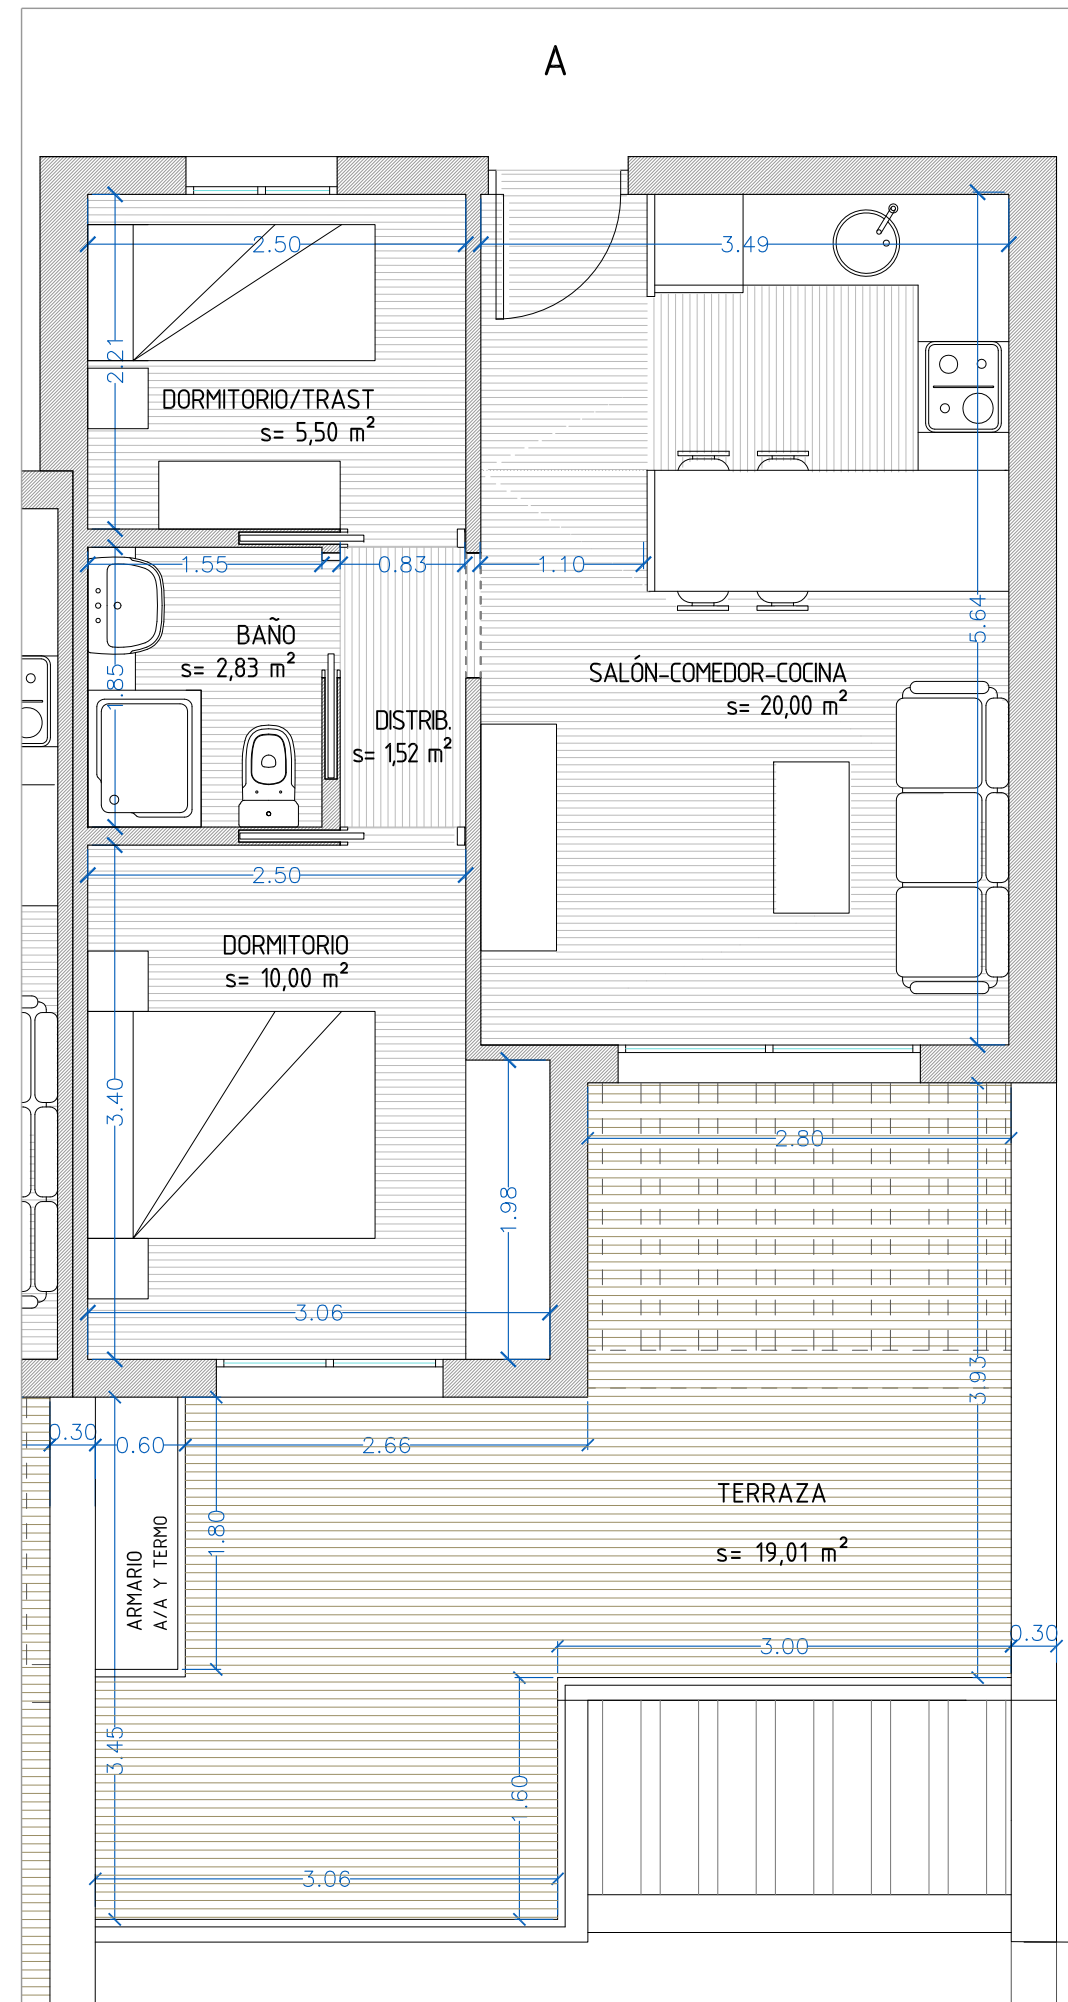 A
2.50
3.49
2.21
DORMITORIO/TRAST
s= 5,50 m²
1.55
0.83
1.10
5.64
BAÑO
s= 2,83 m²
1.85
SALÓN-COMEDOR-COCINA
s= 20,00 m²
DISTRIB.
s= 1,52 m²
2.50
DORMITORIO
s= 10,00 m²
3.40
2.80
1.98
3.06
3.93
0.30
0.60
2.66
TERRAZA
s= 19,01 m²
1.80
ARMARIO
A/A Y TERMO
3.00
0.30
3.45
1.60
3.06